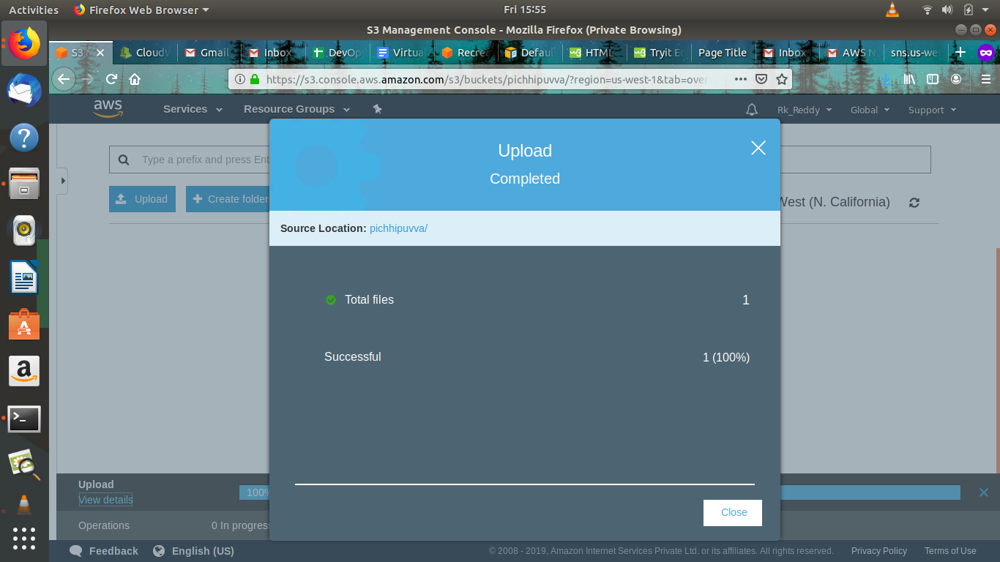 Activities Firefox Web Browser Fri 15:55
S3 Management Console - Mozilla Firefox (Private Browsing)
S3 Gmail Inbox Virtua Recrea Defaul HTML Tryit Ed Page Title Inbox AWS N sns.us-we
https://s3.console.aws.amazon.com/s3/buckets/pichhipuvva/?region=us-west-1&tab=over
aws Services Resource Groups Rk_Reddy Global Support
Upload
Completed
Type a prefix and press Ent
Upload Create folder West (N. California)
Source Location: pichhipuvva/
Total files 1
Successful 1 (100%)
Upload
View details
100%
Close
Operations 0 In progress
Feedback English (US) © 2008 - 2019, Amazon Internet Services Private Ltd. or its affiliates. All rights reserved. Privacy Policy Terms of Use